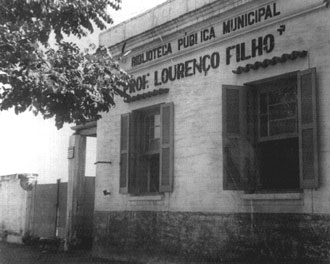 BIBLIOTECA PÚBLICA MUNICIPAL
PROF. LOURENÇO FILHO